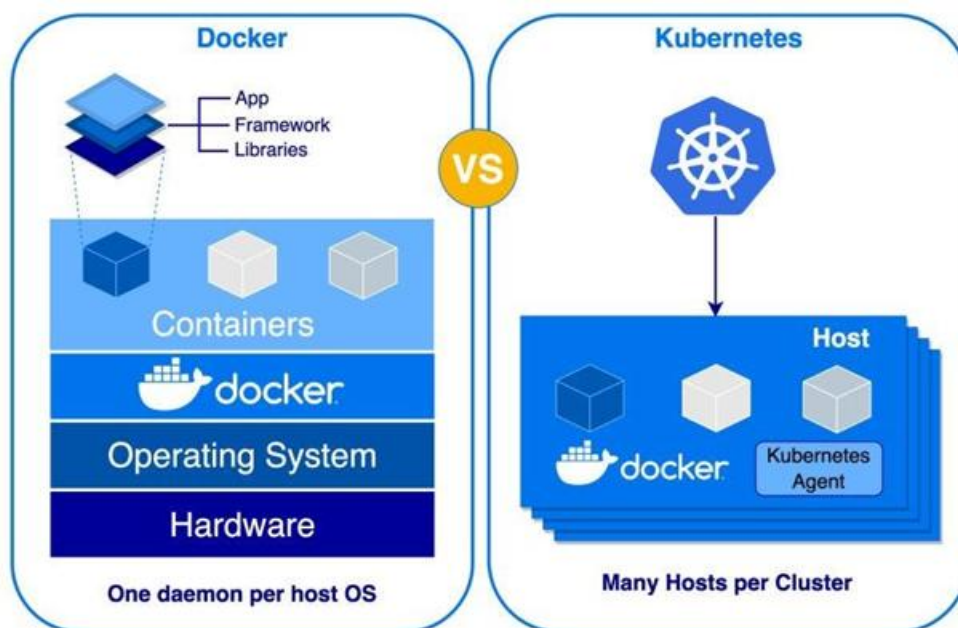 Docker
App
Framework
Libraries
Containers
docker
Operating System
Hardware
One daemon per host OS
VS
Kubernetes
Host
docker
Kubernetes
Agent
Many Hosts per Cluster